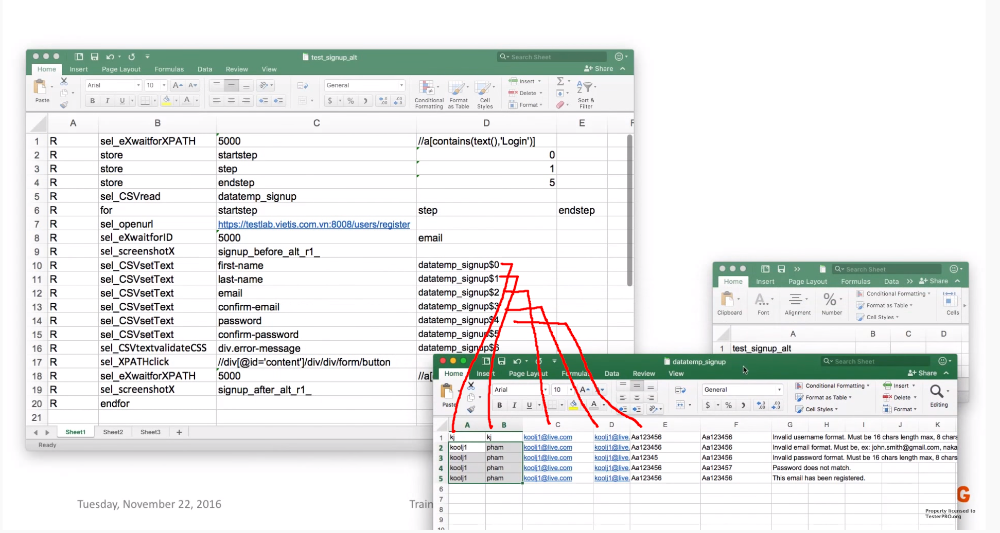 test_signup_alt
Search Sheet
Home Insert Page Layout Formulas Data Review View
Share
Paste
Arial 10
General
Conditional Formatting
Format as Table
Cell Styles
Insert
Delete
Format
Sort & Filter
A B C D E F
1 R sel_eXwaitforXPATH 5000 //a[contains(text(),'Login')]
2 R store startstep 0
3 R store step 1
4 R store endstep 5
5 R sel_CSVread datatemp_signup
6 R for startstep step endstep
7 R sel_openurl https://testlab.vietis.com.vn:8008/users/register
8 R sel_eXwaitforID 5000 email
9 R sel_screenshotX signup_before_alt_r1_
10 R sel_CSVsetText first-name datatemp_signup$0
11 R sel_CSVsetText last-name datatemp_signup$1
12 R sel_CSVsetText email datatemp_signup$2
13 R sel_CSVsetText confirm-email datatemp_signup$3
14 R sel_CSVsetText password datatemp_signup$4
15 R sel_CSVsetText confirm-password datatemp_signup$5
16 R sel_CSVtextvalidateCSS div.error-message datatemp_signup$6
17 R sel_XPATHclick //div[@id='content']/div/div/form/button
18 R sel_eXwaitforXPATH 5000 //a[
19 R sel_screenshotX signup_after_alt_r1_
20 R endfor
21
Sheet1 Sheet2 Sheet3 +
Ready
Search Sheet
Home Insert Page Layout Formulas Data
Share
Clipboard Font Alignment Number
Conditional Formatting
Format as Table
Cell Styles
Cells
A B C D
1 test_signup_alt
datatemp_signup
Search Sheet
Home Insert Page Layout Formulas Data Review View
Share
Paste
Arial 10
General
Conditional Formatting
Format as Table
Cell Styles
Insert
Delete
Format
Editing
A B C D E F G H I J K
1 kj kj koolj1@live.com koolj1@live. Aa123456 Aa123456 Invalid username format. Must be 16 chars length max, 8 chars
2 koolj1 pham koolj1@live.com koolj1@live. Aa123456 Aa123456 Invalid email format. Must be, ex: john.smith@gmail.com, naka
3 koolj1 pham koolj1@live.com koolj1@live. Aa12345 Aa123456 Invalid password format. Must be 16 chars length max, 8 chars
4 koolj1 pham koolj1@live.com koolj1@live. Aa123456 Aa123457 Password does not match.
5 koolj1 pham koolj1@live.com koolj1@live. Aa123456 Aa123456 This email has been registered.
6
7
8
9
10
Tuesday, November 22, 2016
Train
G
Property licensed to
TesterPRO.org